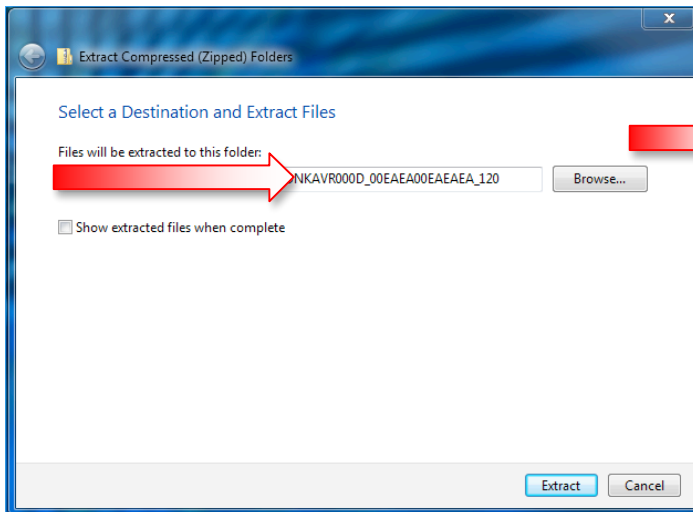 Extract Compressed (Zipped) Folders
Select a Destination and Extract Files
Files will be extracted to this folder:
NKAVR000D_00EAEA00EAEAEA_120
Browse...
Show extracted files when complete
Extract
Cancel